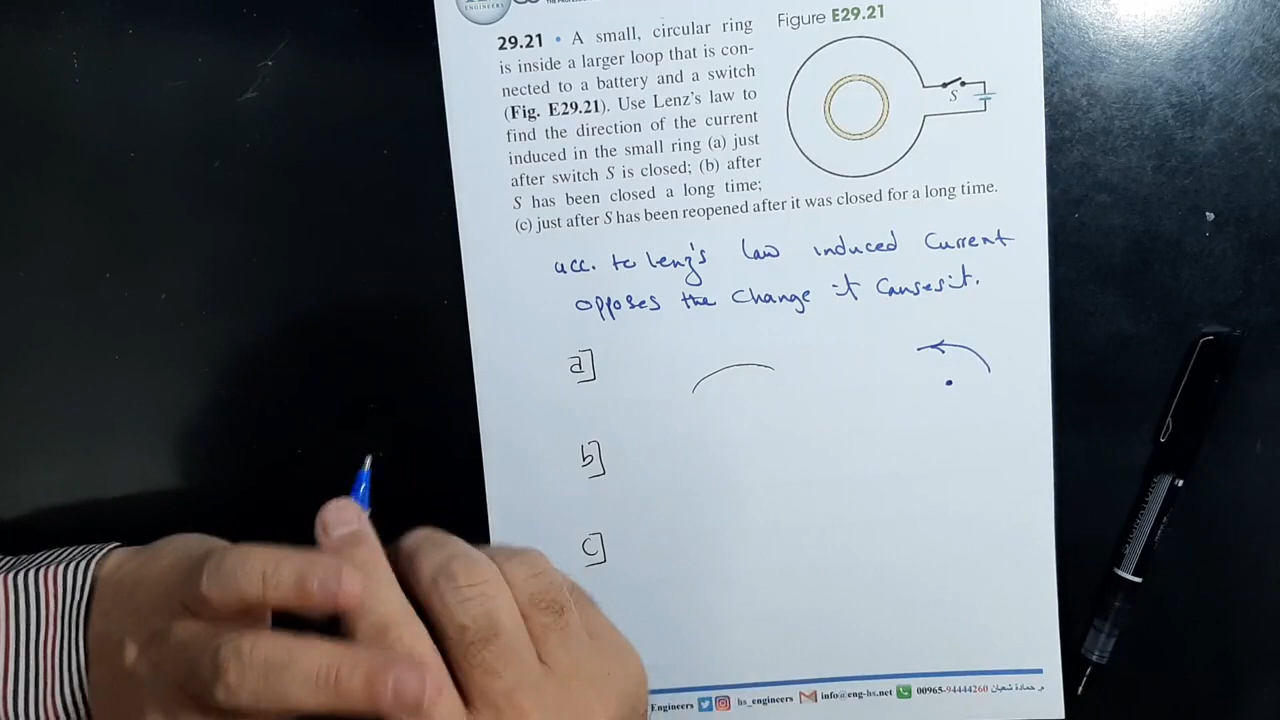 ENGINEERS
29.21 • A small, circular ring
is inside a larger loop that is con-
nected to a battery and a switch
(Fig. E29.21). Use Lenz's law to
find the direction of the current
induced in the small ring (a) just
after switch S is closed; (b) after
S has been closed a long time;
(c) just after S has been reopened after it was closed for a long time.
Figure E29.21
S
acc. to lenz's law induced current
opposes the change it causes it.
a]
b]
c]
Engineers hs_engineers info@eng-hs.net 00965-94444260 م. حمادة شعبان